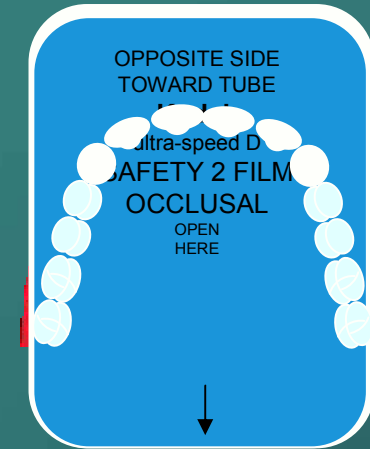 OPPOSITE SIDE
TOWARD TUBE
ultra-speed D
SAFETY 2 FILM
OCCLUSAL
OPEN
HERE